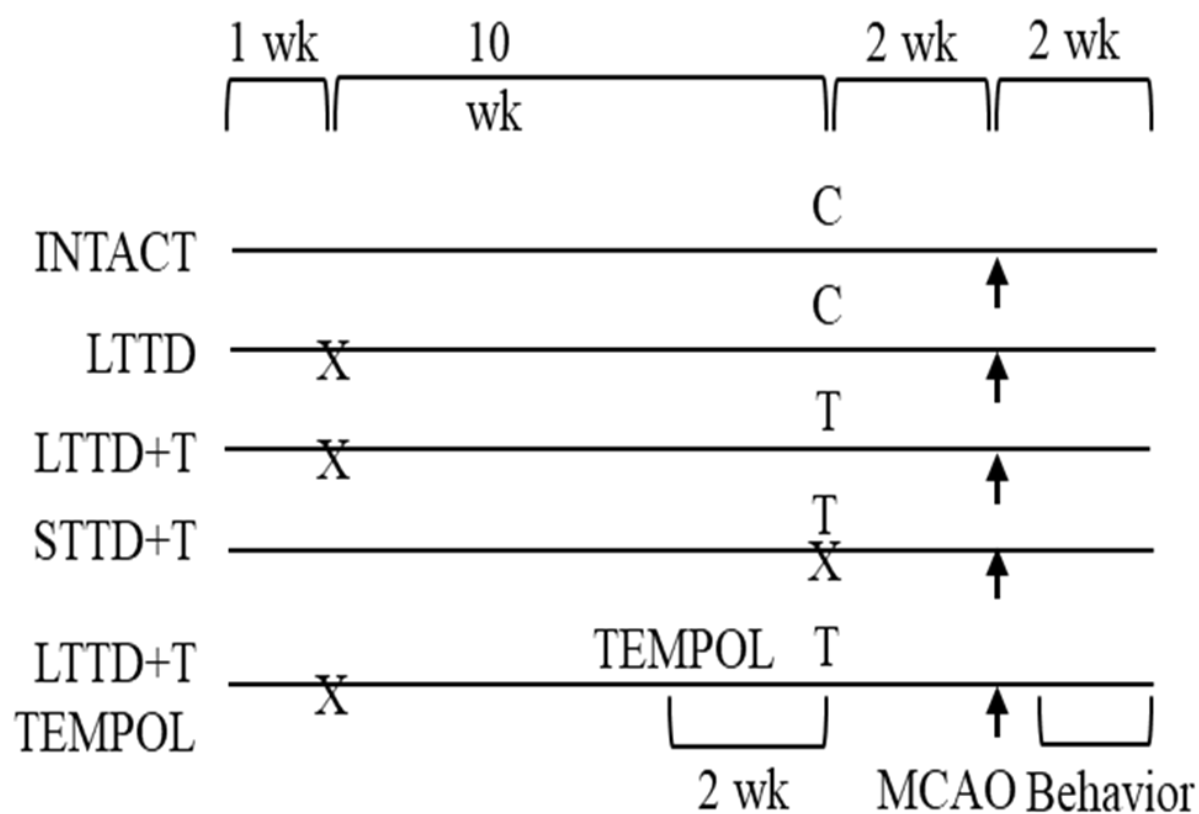 1 wk 10 2 wk 2 wk
wk
C
INTACT
C
LTTD X
T
LTTD+T X
T
STTD+T X
LTTD+T TEMPOL T
X
TEMPOL
2 wk MCAO Behavior